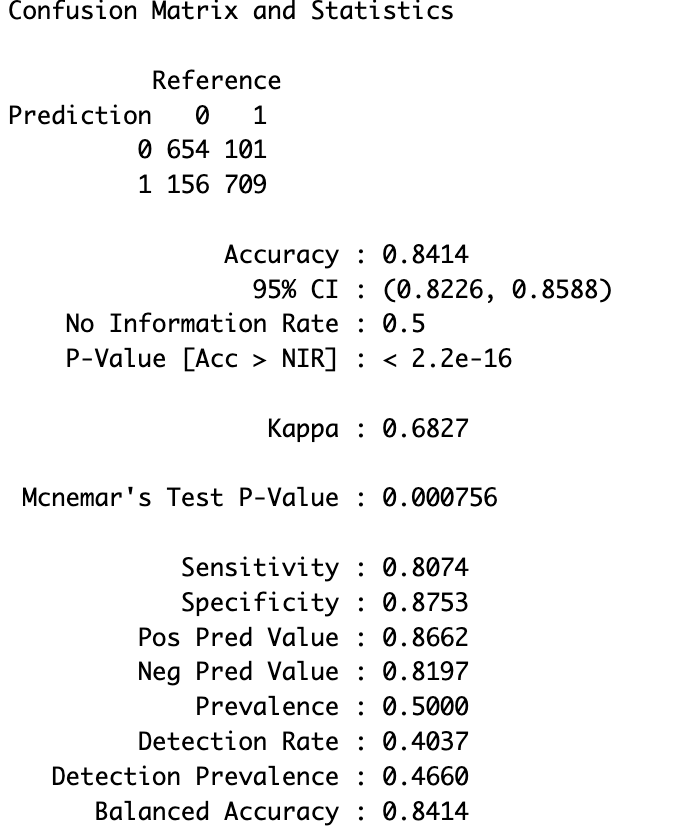 Confusion Matrix and Statistics
Reference
Prediction 0 1
0 654 101
1 156 709
Accuracy : 0.8414
95% CI : (0.8226, 0.8588)
No Information Rate : 0.5
P-Value [Acc > NIR] : < 2.2e-16
Kappa : 0.6827
Mcnemar's Test P-Value : 0.000756
Sensitivity : 0.8074
Specificity : 0.8753
Pos Pred Value : 0.8662
Neg Pred Value : 0.8197
Prevalence : 0.5000
Detection Rate : 0.4037
Detection Prevalence : 0.4660
Balanced Accuracy : 0.8414